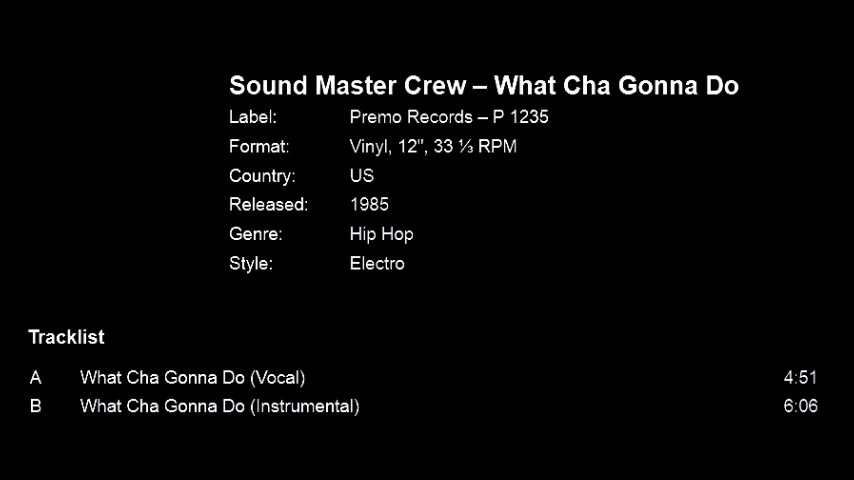 Sound Master Crew – What Cha Gonna Do
Label: Premo Records – P 1235
Format: Vinyl, 12", 33 ⅓ RPM
Country: US
Released: 1985
Genre: Hip Hop
Style: Electro
Tracklist
A What Cha Gonna Do (Vocal) 4:51
B What Cha Gonna Do (Instrumental) 6:06